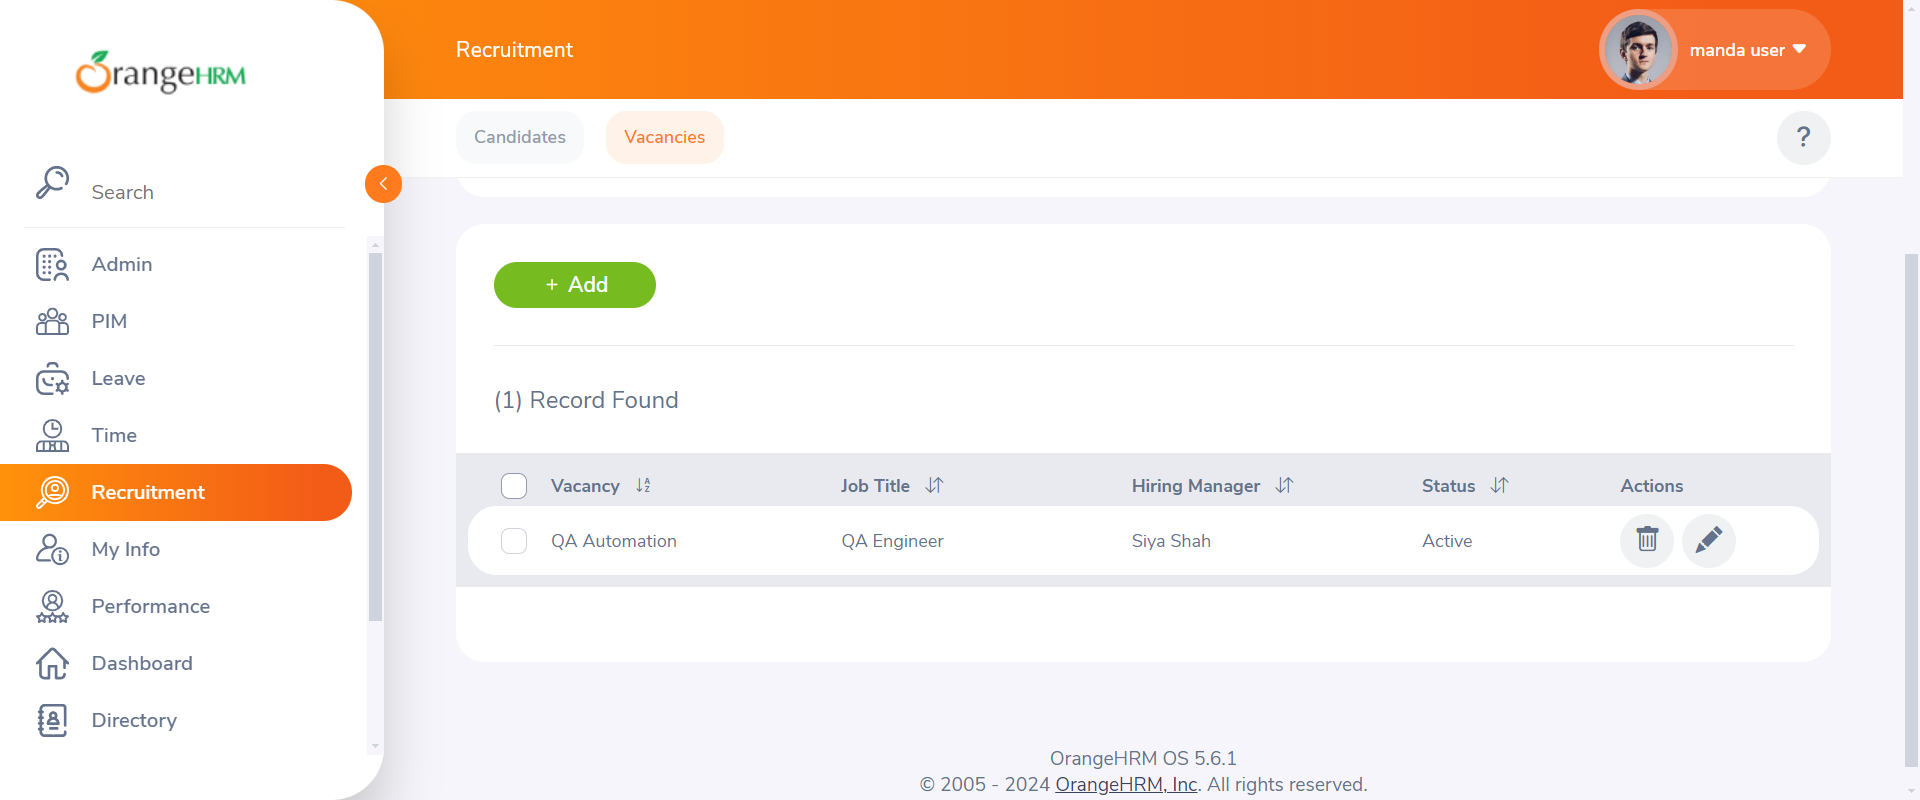 OrangeHRM
Recruitment
manda user
Candidates
Vacancies
?
Search
Admin
PIM
Leave
Time
Recruitment
My Info
Performance
Dashboard
Directory
+ Add
(1) Record Found
Vacancy Job Title Hiring Manager Status Actions
QA Automation QA Engineer Siya Shah Active
OrangeHRM OS 5.6.1
© 2005 - 2024 OrangeHRM, Inc. All rights reserved.